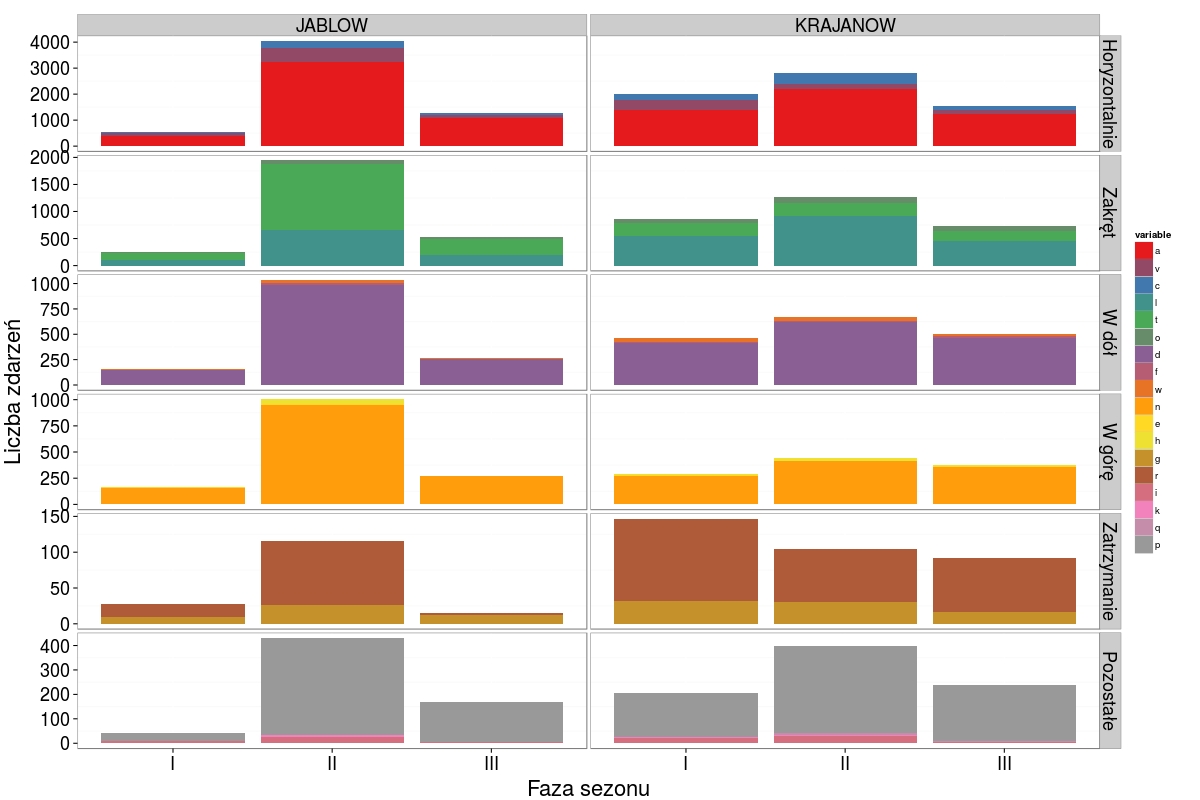 JABLOW
KRAJANOW
4000
3000
2000
1000
0
Horyzontalnie
2000
1500
1000
500
0
Zakręt
1000
750
500
250
0
W dół
1000
750
500
250
0
W górę
150
100
50
0
Zatrzymanie
400
300
200
100
0
Pozostałe
I
II
III
I
II
III
Faza sezonu
Liczba zdarzeń
variable
a
v
c
l
t
o
d
f
w
n
e
h
g
r
i
k
q
p